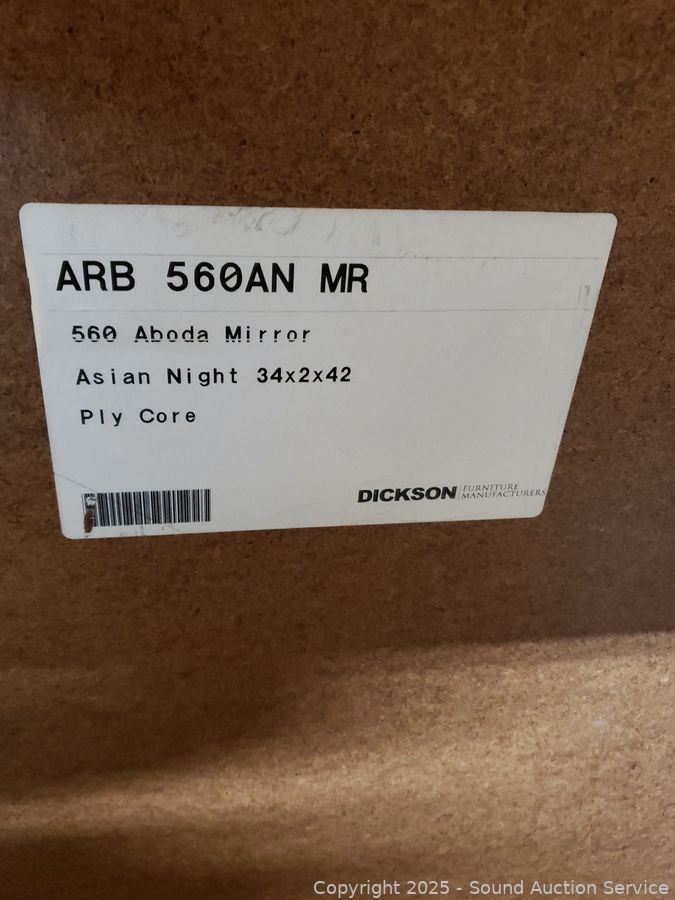 ARB 560AN MR
560 Aboda Mirror
Asian Night 34x2x42
Ply Core
DICKSON FURNITURE
MANUFACTURERS
Copyright 2025 - Sound Auction Service